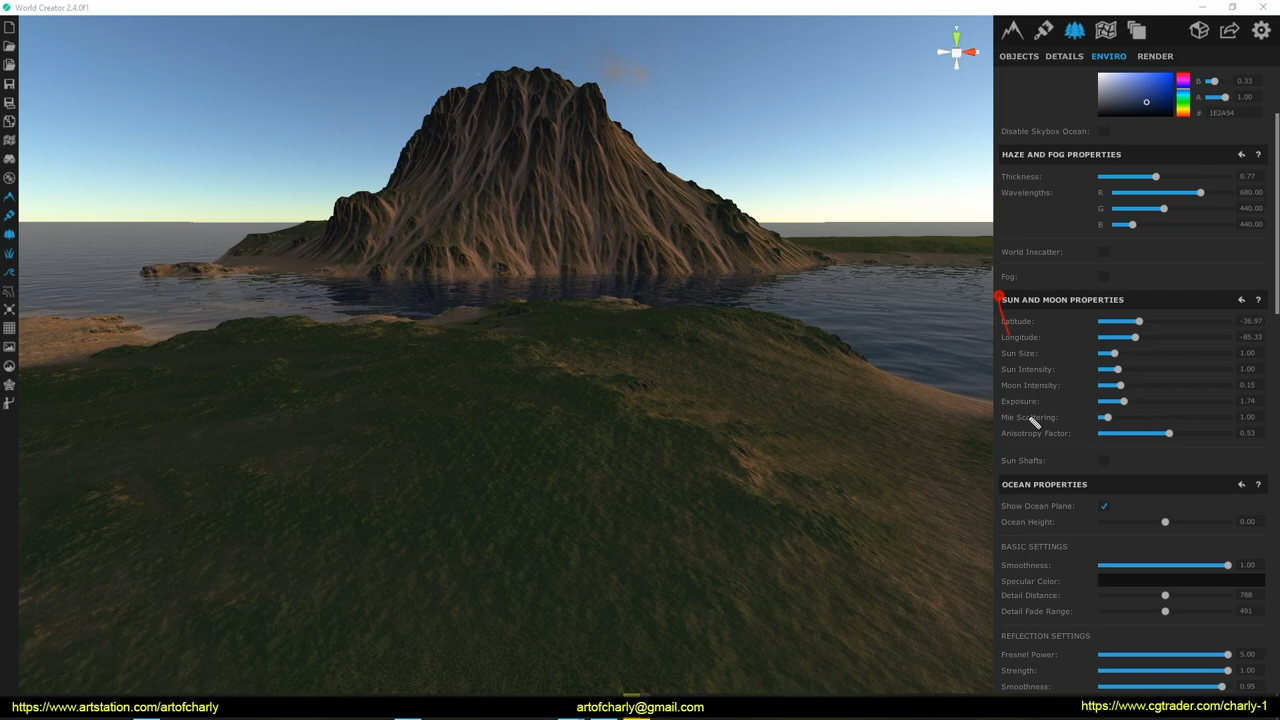 World Creator 2.4.0f1
OBJECTS DETAILS ENVIRO RENDER
B 0.33
A 1.00
# 1E2A54
Disable Skybox Ocean:
HAZE AND FOG PROPERTIES ?
Thickness: 0.77
Wavelengths: R 680.00
G 440.00
B 440.00
World Inscatter:
Fog:
SUN AND MOON PROPERTIES ?
Latitude: -36.97
Longitude: -85.33
Sun Size: 1.00
Sun Intensity: 1.00
Moon Intensity: 0.15
Exposure: 1.74
Mie Scattering: 1.00
Anisotropy Factor: 0.53
Sun Shafts:
OCEAN PROPERTIES ?
Show Ocean Plane:
Ocean Height: 0.00
BASIC SETTINGS
Smoothness: 1.00
Specular Color:
Detail Distance: 788
Detail Fade Range: 491
REFLECTION SETTINGS
Fresnel Power: 5.00
Strength: 1.00
Smoothness: 0.95
https://www.artstation.com/artofcharly artofcharly@gmail.com https://www.cgtrader.com/charly-1